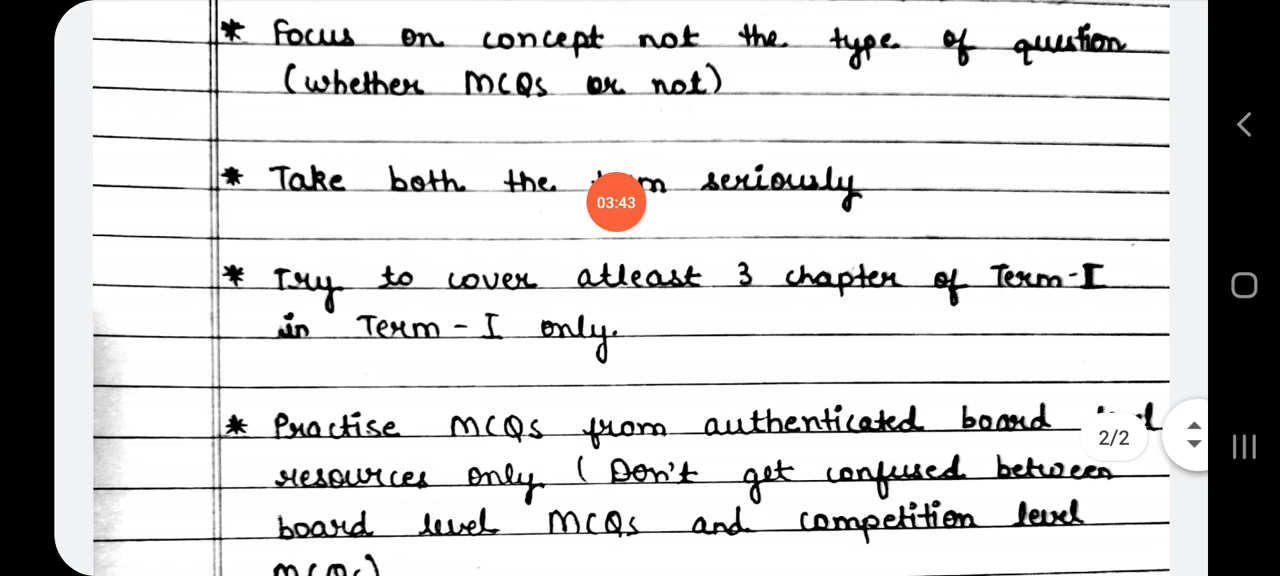 * Focus on concept not the type of question
(whether MCQs or not)
* Take both the seriously
03:43
* Try to cover atleast 3 chapter of Term-I
in Term-I only.
* Practise MCQs from authenticated board
2/2
resources only (Don't get confused between
board level MCQs and competition level
MCQs)